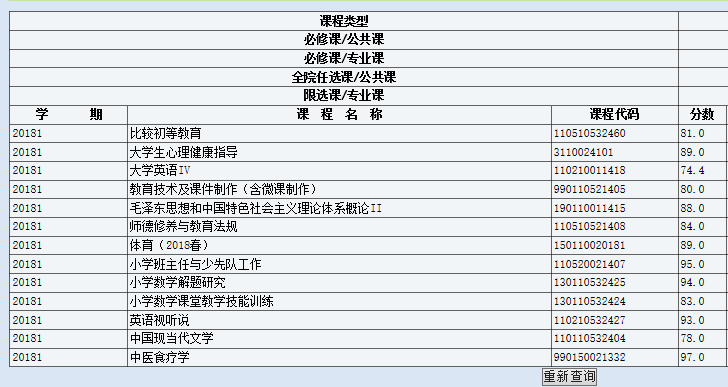 课程类型
必修课/公共课
必修课/专业课
全院任选课/公共课
限选课/专业课
学 期 课 程 名 称 课程代码 分数
20181 比较初等教育 110510532460 81.0
20181 大学生心理健康指导 3110024101 89.0
20181 大学英语IV 110210011418 74.4
20181 教育技术及课件制作（含微课制作） 990110521405 80.0
20181 毛泽东思想和中国特色社会主义理论体系概论II 190110011415 88.0
20181 师德修养与教育法规 110510521408 84.0
20181 体育（2018春） 150110020181 89.0
20181 小学班主任与少先队工作 110520021407 95.0
20181 小学数学解题研究 130110532425 94.0
20181 小学数学课堂教学技能训练 130110532424 83.0
20181 英语视听说 110210532427 93.0
20181 中国现当代文学 110110532404 78.0
20181 中医食疗学 990150021332 97.0
重新查询